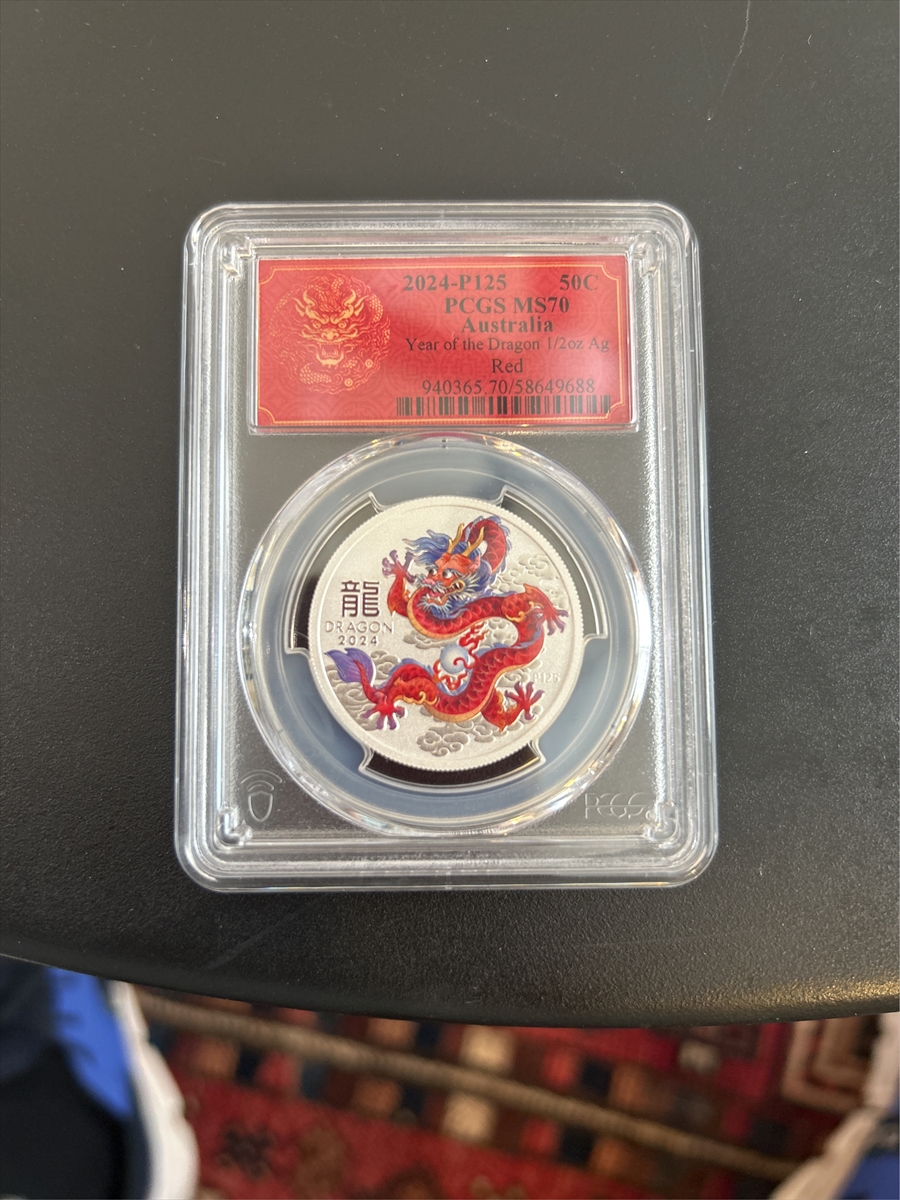 2024-P125 50C
PCGS MS70
Australia
Year of the Dragon 1/2oz Ag
Red
940365.70/58649688
龍
DRAGON
2024
P125
PCGS